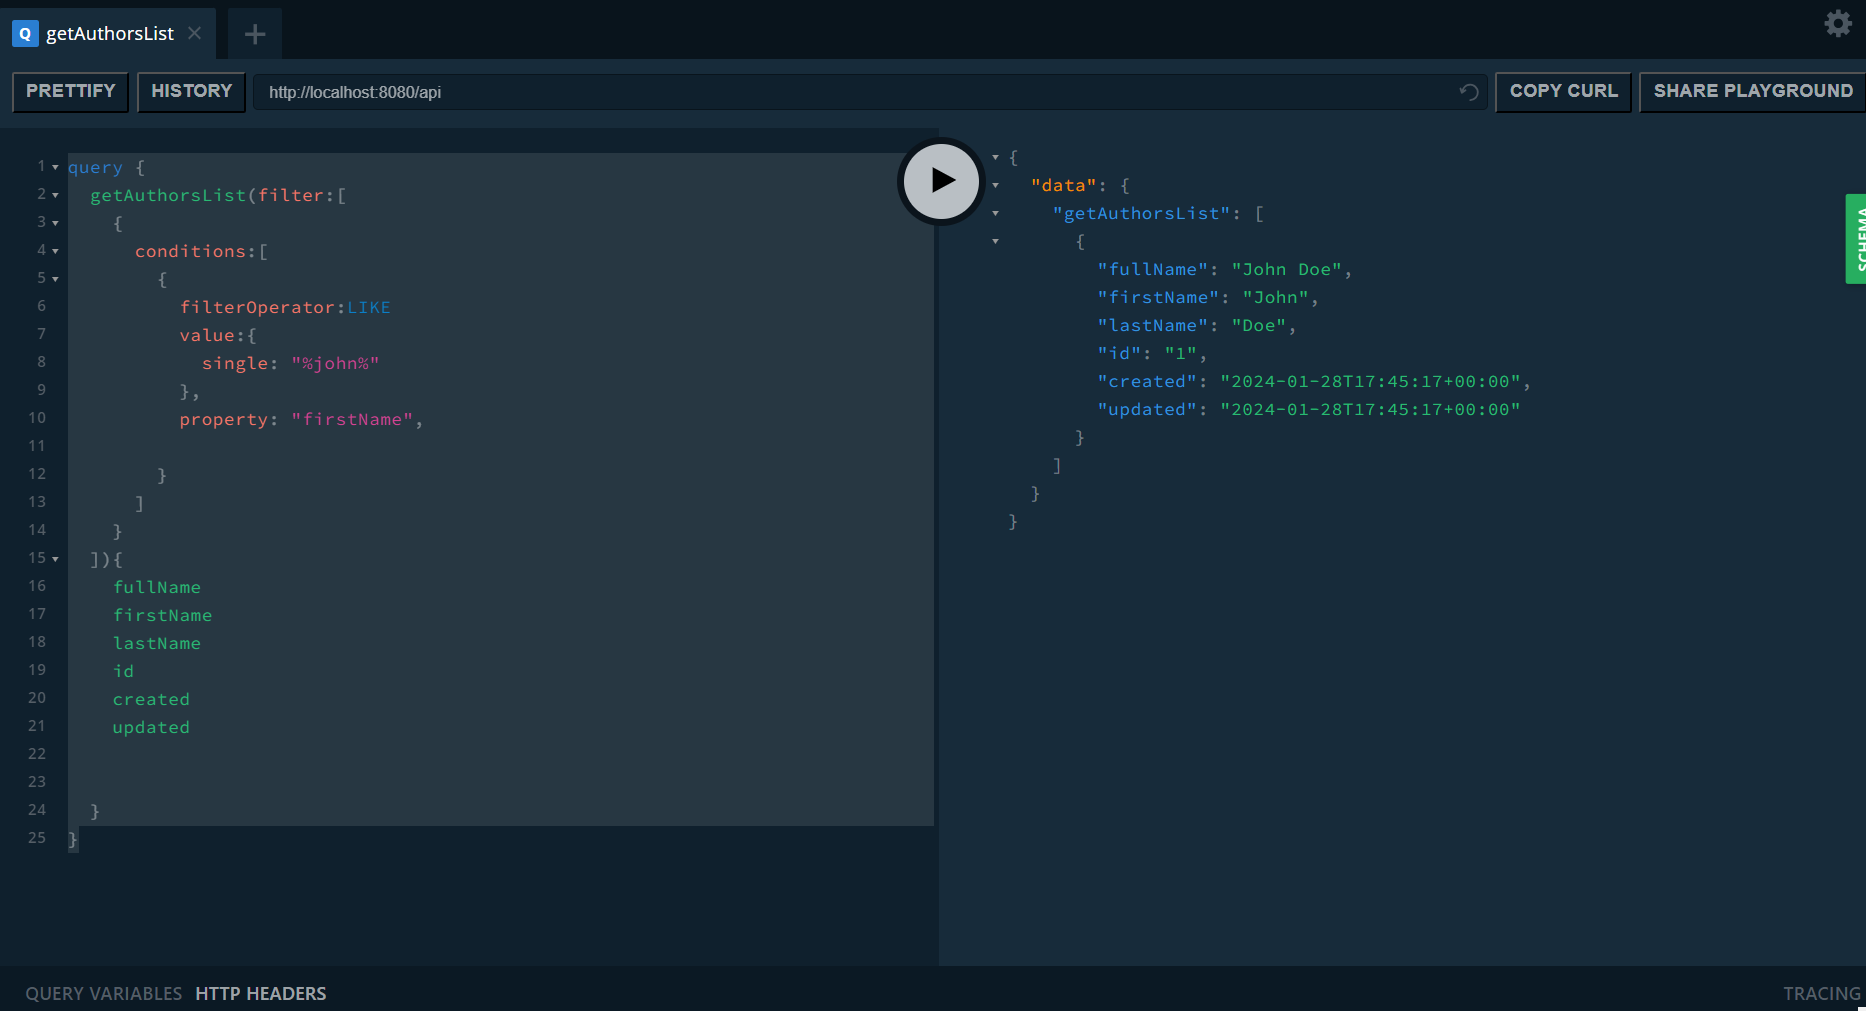 Q getAuthorsList
PRETTIFY HISTORY http://localhost:8080/api COPY CURL SHARE PLAYGROUND
1 query {
2 getAuthorsList(filter:[
3 {
4 conditions:[
5 {
6 filterOperator:LIKE
7 value:{
8 single: "%john%"
9 },
10 property: "firstName",
11
12 }
13 ]
14 }
15 ]){
16 fullName
17 firstName
18 lastName
19 id
20 created
21 updated
22
23
24 }
25 }
{
"data": {
"getAuthorsList": [
{
"fullName": "John Doe",
"firstName": "John",
"lastName": "Doe",
"id": "1",
"created": "2024-01-28T17:45:17+00:00",
"updated": "2024-01-28T17:45:17+00:00"
}
]
}
}
SCHEMA
QUERY VARIABLES HTTP HEADERS
TRACING